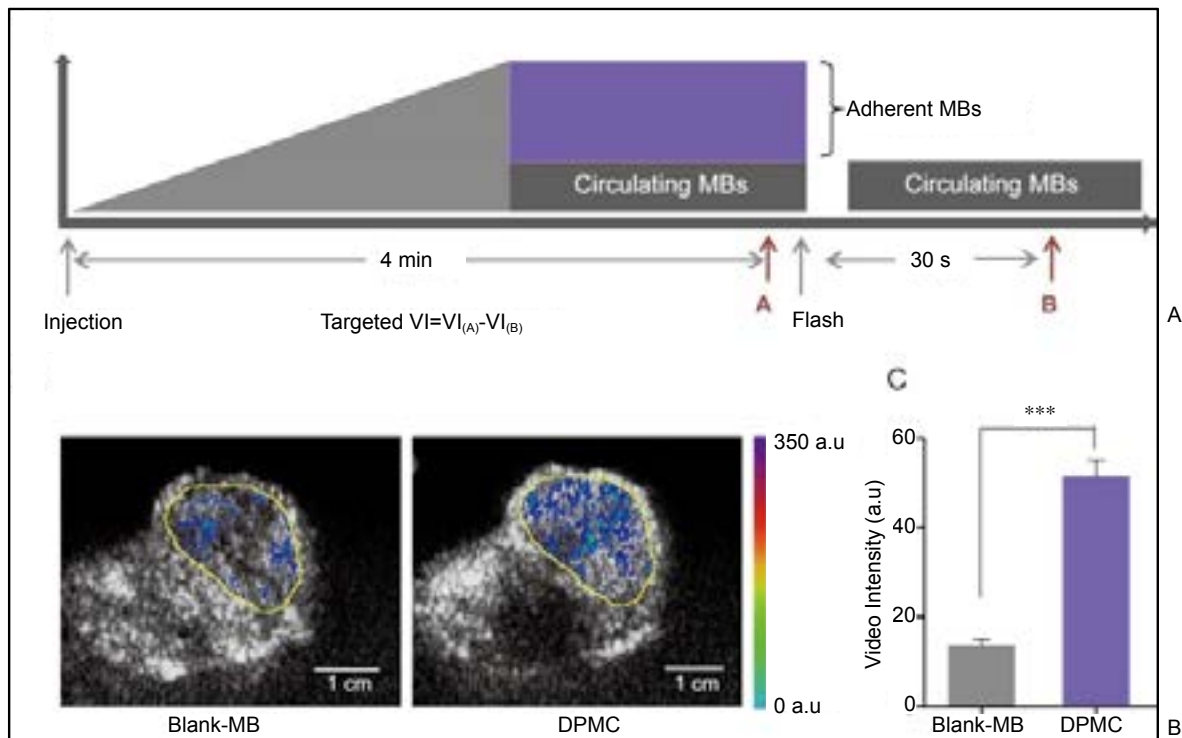 Adherent MBs
Circulating MBs
Circulating MBs
4 min
30 s
A
B
Injection
Targeted VI=VI(A)-VI(B)
Flash
A
C
350 a.u
0 a.u
1 cm
1 cm
Blank-MB
DPMC
***
Video Intensity (a.u)
60
40
20
0
Blank-MB
DPMC
B